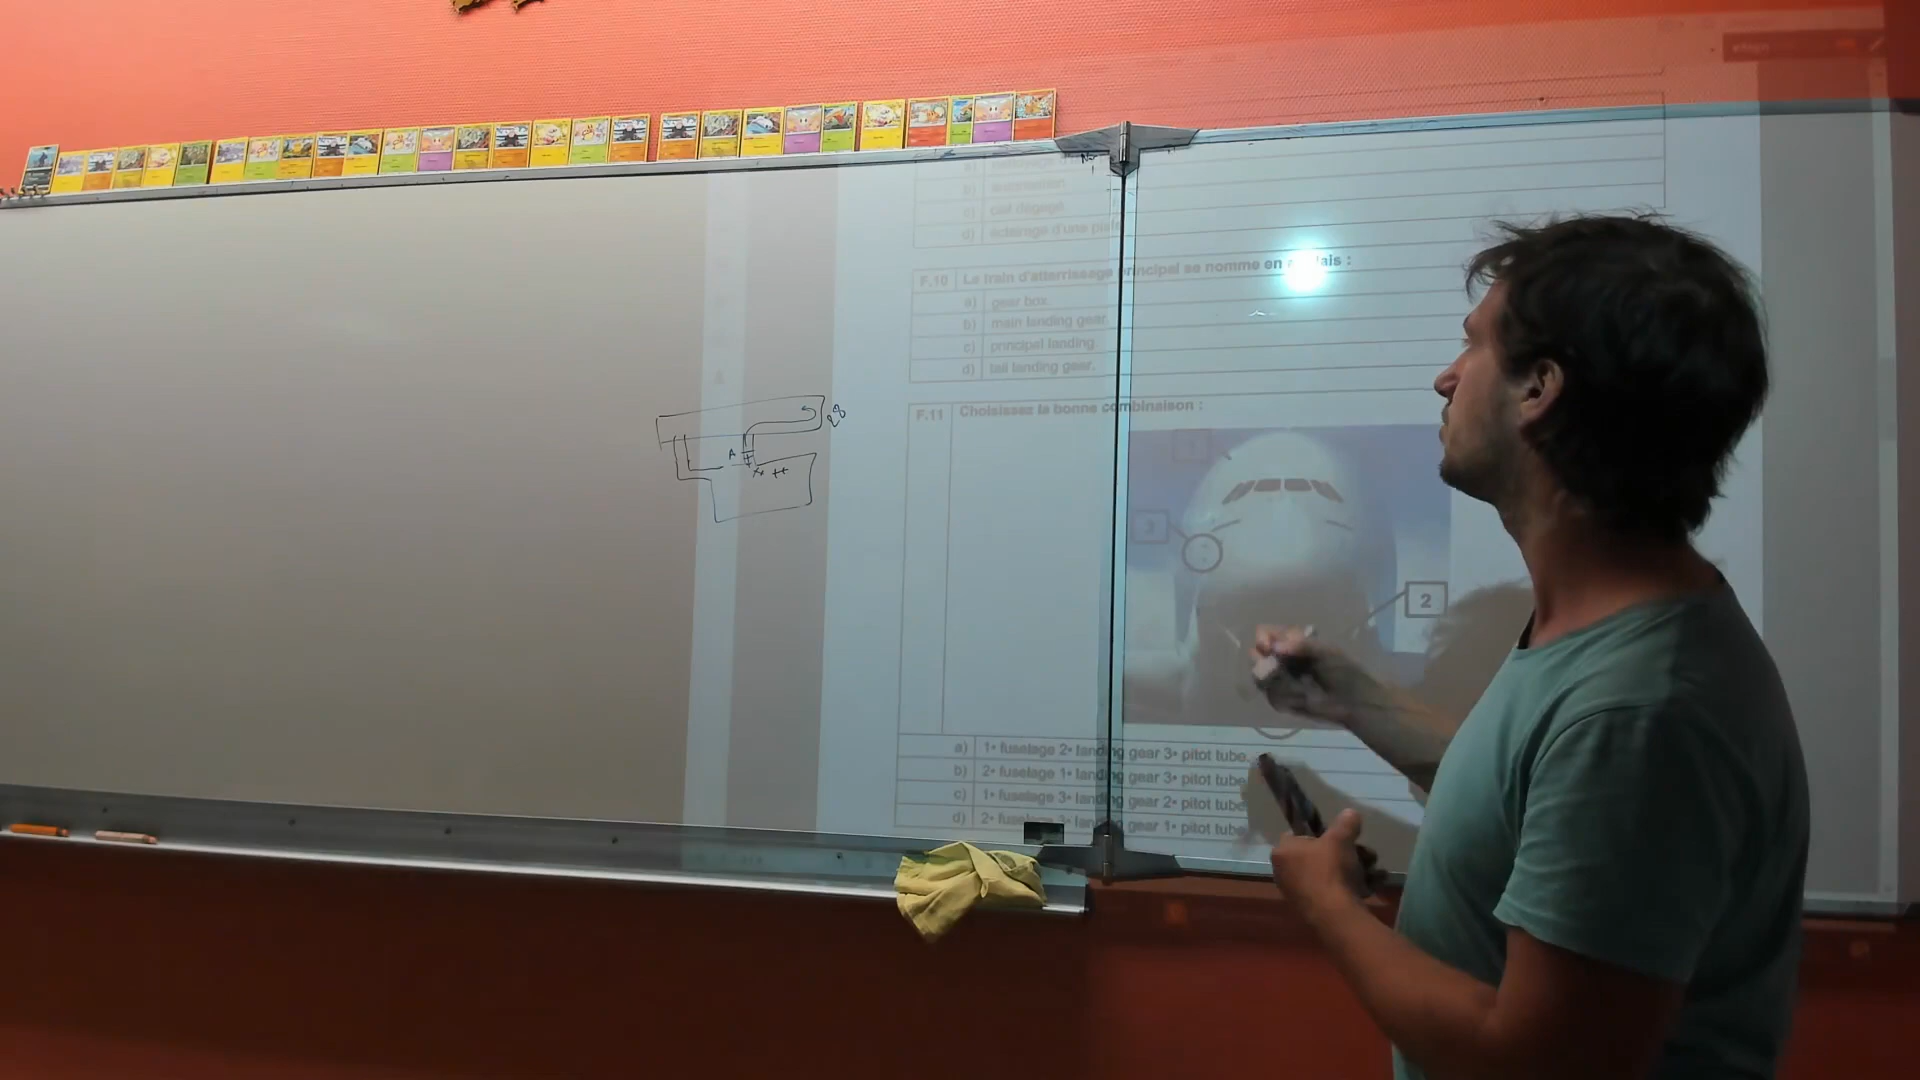 b)
c) ciel dégagé.
d) éclairage d'une piste
F.10 Le train d'atterrissage principal se nomme en anglais :
a) gear box.
b) main landing gear.
c) principal landing
d) tail landing gear.
F.11 Choisissez la bonne combinaison :
1
3
2
A
a) 1• fuselage 2• landing gear 3• pitot tube.
b) 2• fuselage 1• landing gear 3• pitot tube
c) 1• fuselage 3• landing gear 2• pitot tube
d) 2• fuselage 3• landing gear 1• pitot tube